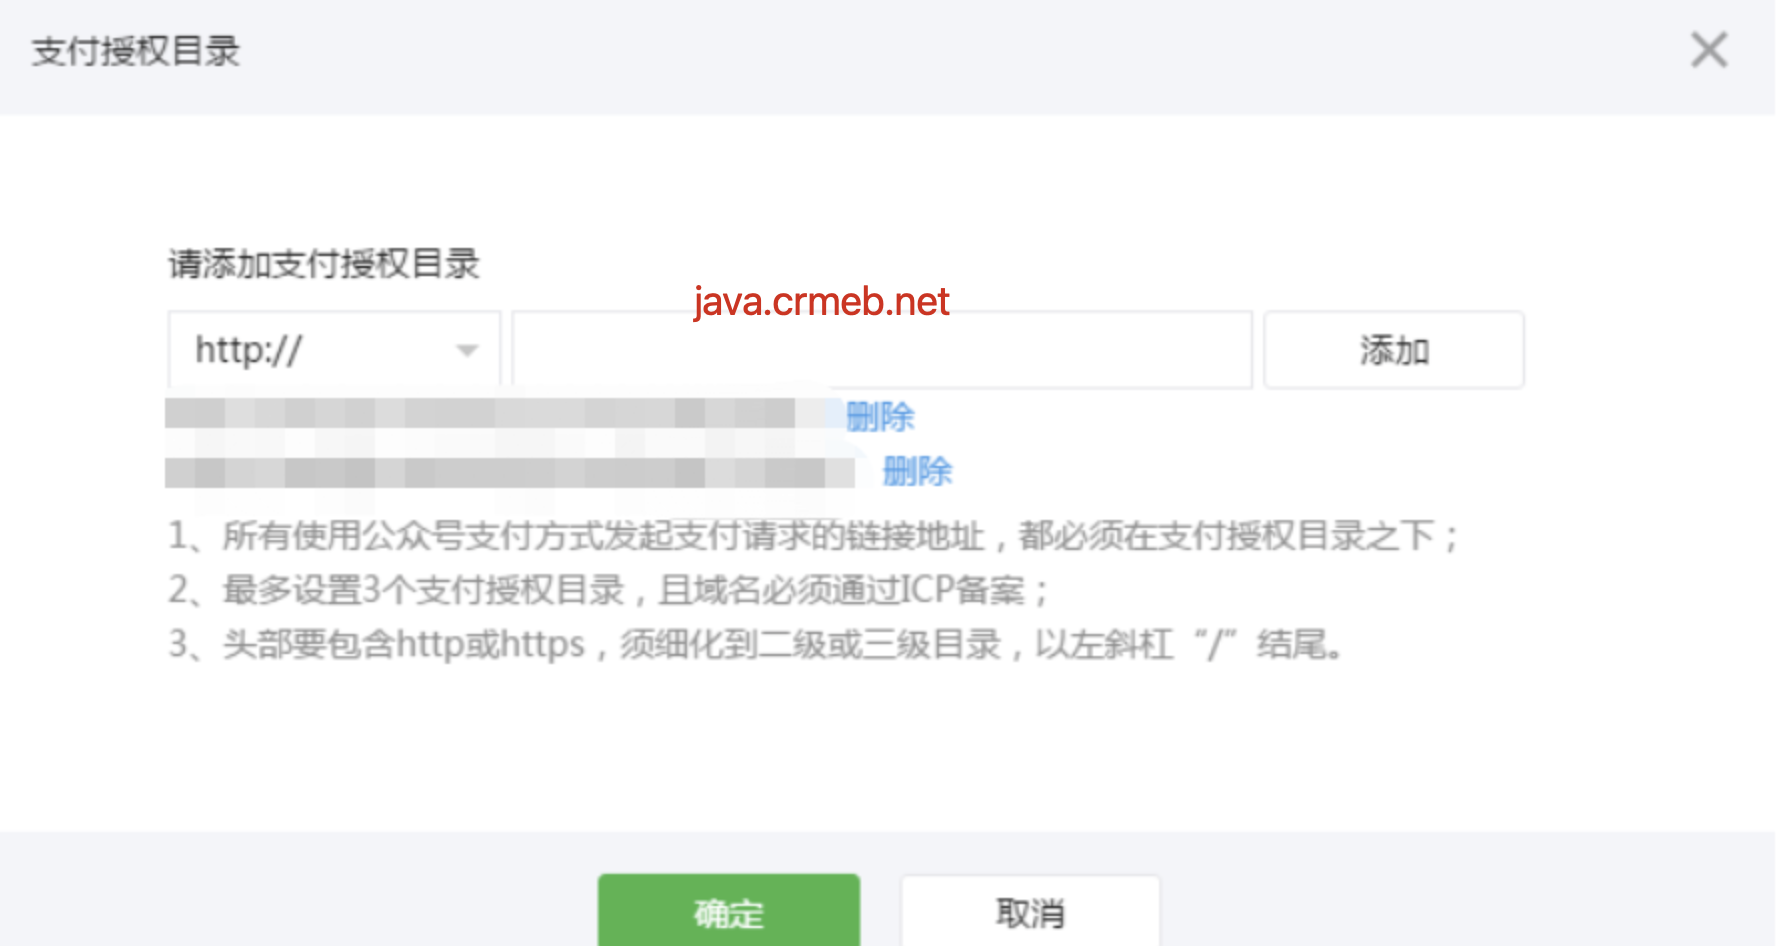 支付授权目录
请添加支付授权目录
java.crmeb.net
http://
添加
删除
删除
1、所有使用公众号支付方式发起支付请求的链接地址，都必须在支付授权目录之下；
2、最多设置3个支付授权目录，且域名必须通过ICP备案；
3、头部要包含http或https，须细化到二级或三级目录，以左斜杠“/”结尾。
确定
取消